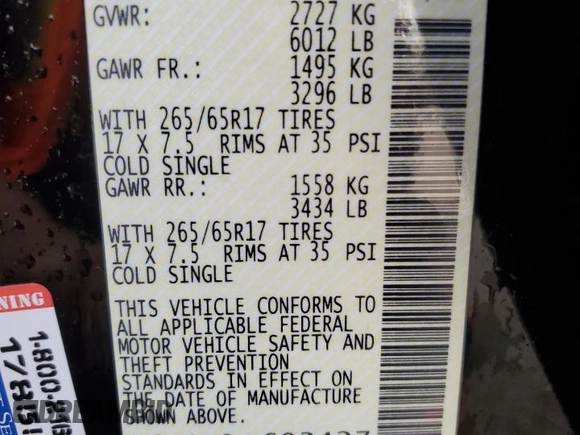 GVWR: 2727 KG
6012 LB
GAWR FR.: 1495 KG
3296 LB
WITH 265/65R17 TIRES
17 X 7.5 RIMS AT 35 PSI
COLD SINGLE
GAWR RR.: 1558 KG
3434 LB
WITH 265/65R17 TIRES
17 X 7.5 RIMS AT 35 PSI
COLD SINGLE
THIS VEHICLE CONFORMS TO
ALL APPLICABLE FEDERAL
MOTOR VEHICLE SAFETY AND
THEFT PREVENTION
STANDARDS IN EFFECT ON
THE DATE OF MANUFACTURE
SHOWN ABOVE.